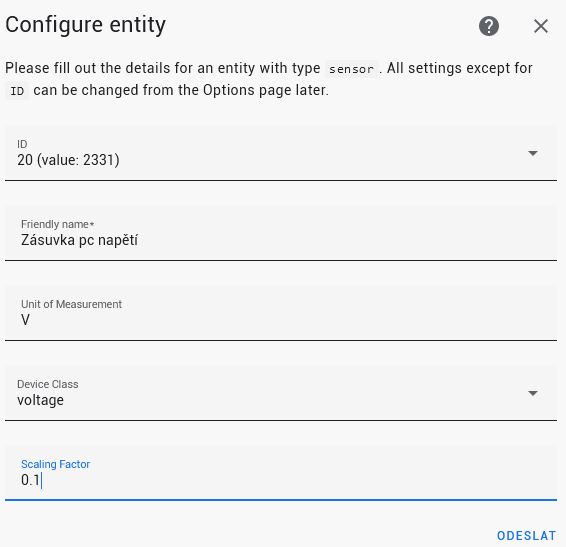 Configure entity
Please fill out the details for an entity with type sensor . All settings except for
ID can be changed from the Options page later.
ID
20 (value: 2331)
Friendly name*
Zásuvka pc napětí
Unit of Measurement
V
Device Class
voltage
Scaling Factor
0.1
ODESLAT